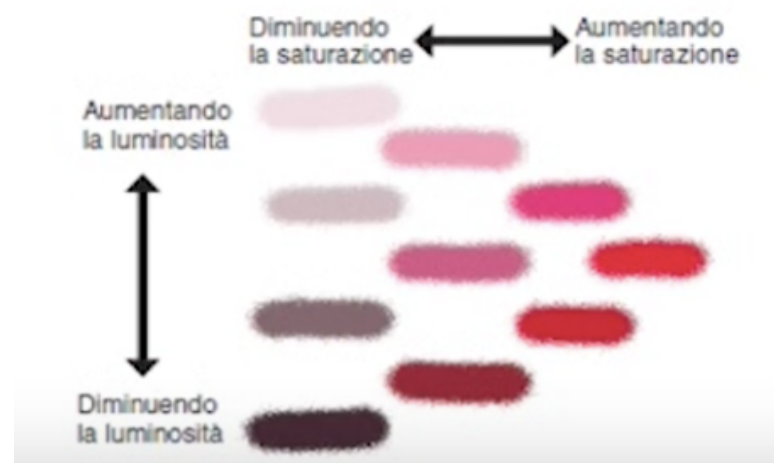 Diminuendo
la saturazione
Aumentando
la saturazione
Aumentando
la luminosità
Diminuendo
la luminosità